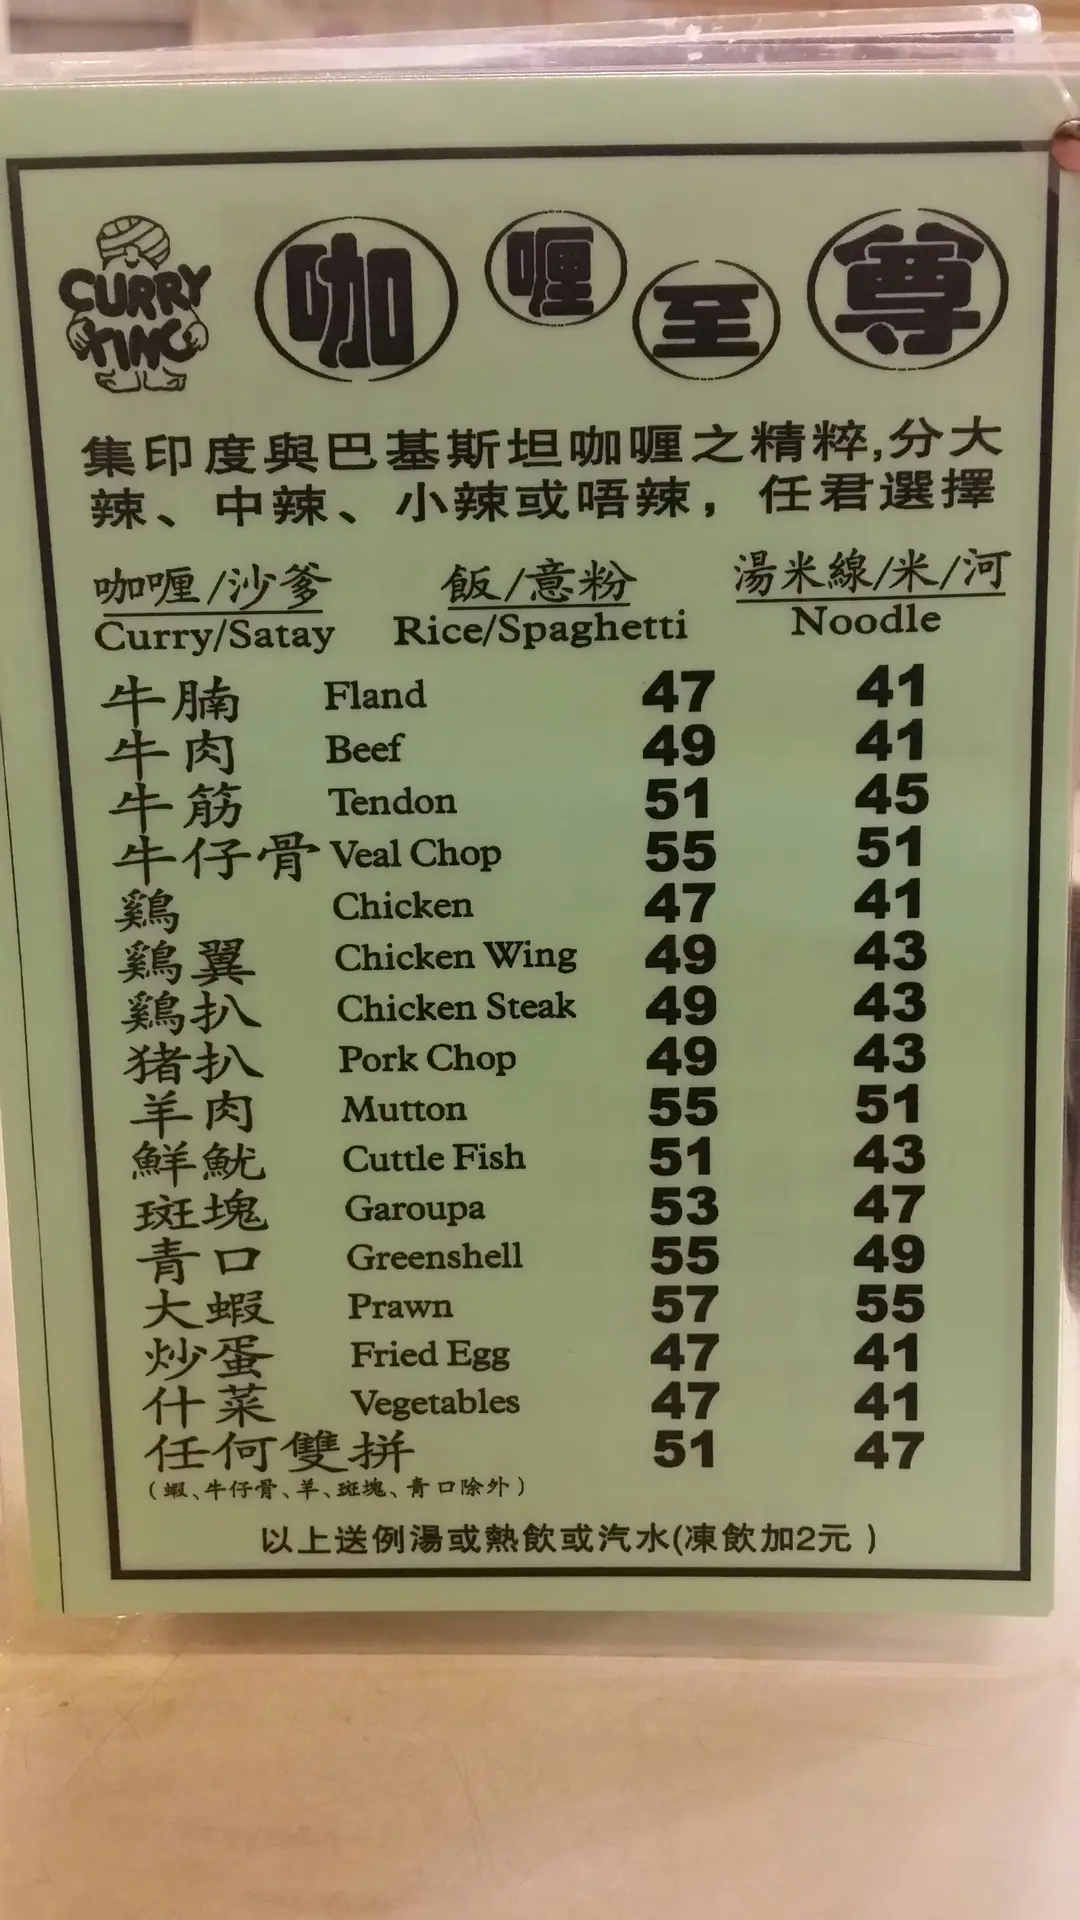 CURRY KING
咖喱至尊
集印度與巴基斯坦咖喱之精粹,分大
辣、中辣、小辣或唔辣，任君選擇
咖喱/沙爹 飯/意粉 湯米線/米/河
Curry/Satay Rice/Spaghetti Noodle
牛腩 Fland 47 41
牛肉 Beef 49 41
牛筋 Tendon 51 45
牛仔骨 Veal Chop 55 51
鷄 Chicken 47 41
鷄翼 Chicken Wing 49 43
鷄扒 Chicken Steak 49 43
猪扒 Pork Chop 49 43
羊肉 Mutton 55 51
鮮魷 Cuttle Fish 51 43
斑塊 Garoupa 53 47
青口 Greenshell 55 49
大蝦 Prawn 57 55
炒蛋 Fried Egg 47 41
什菜 Vegetables 47 41
任何雙拼 51 47
(蝦、牛仔骨、羊、斑塊、青口除外)
以上送例湯或熱飲或汽水(凍飲加2元)